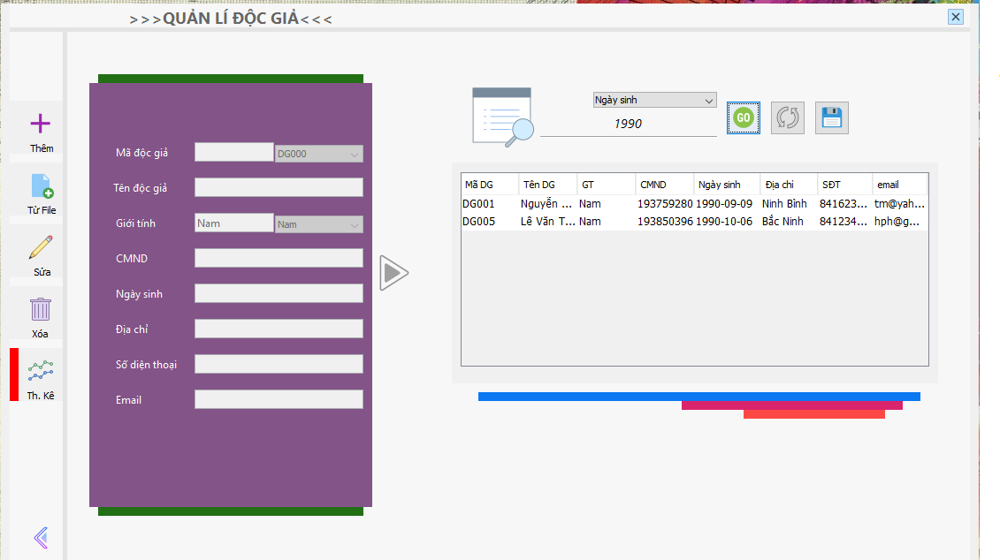 >>>QUẢN LÍ ĐỘC GIẢ<<<
Thêm
Từ File
Sửa
Xóa
Th. Kê
Mã độc giả DG000
Tên độc giả
Giới tính Nam Nam
CMND
Ngày sinh
Địa chỉ
Số diện thoại
Email
Ngày sinh
1990
GO
Mã DG Tên DG GT CMND Ngày sinh Địa chỉ SĐT email
DG001 Nguyễn ... Nam 193759280 1990-09-09 Ninh Bình 841623... tm@yah...
DG005 Lê Văn T... Nam 193850396 1990-10-06 Bắc Ninh 841234... hph@g...